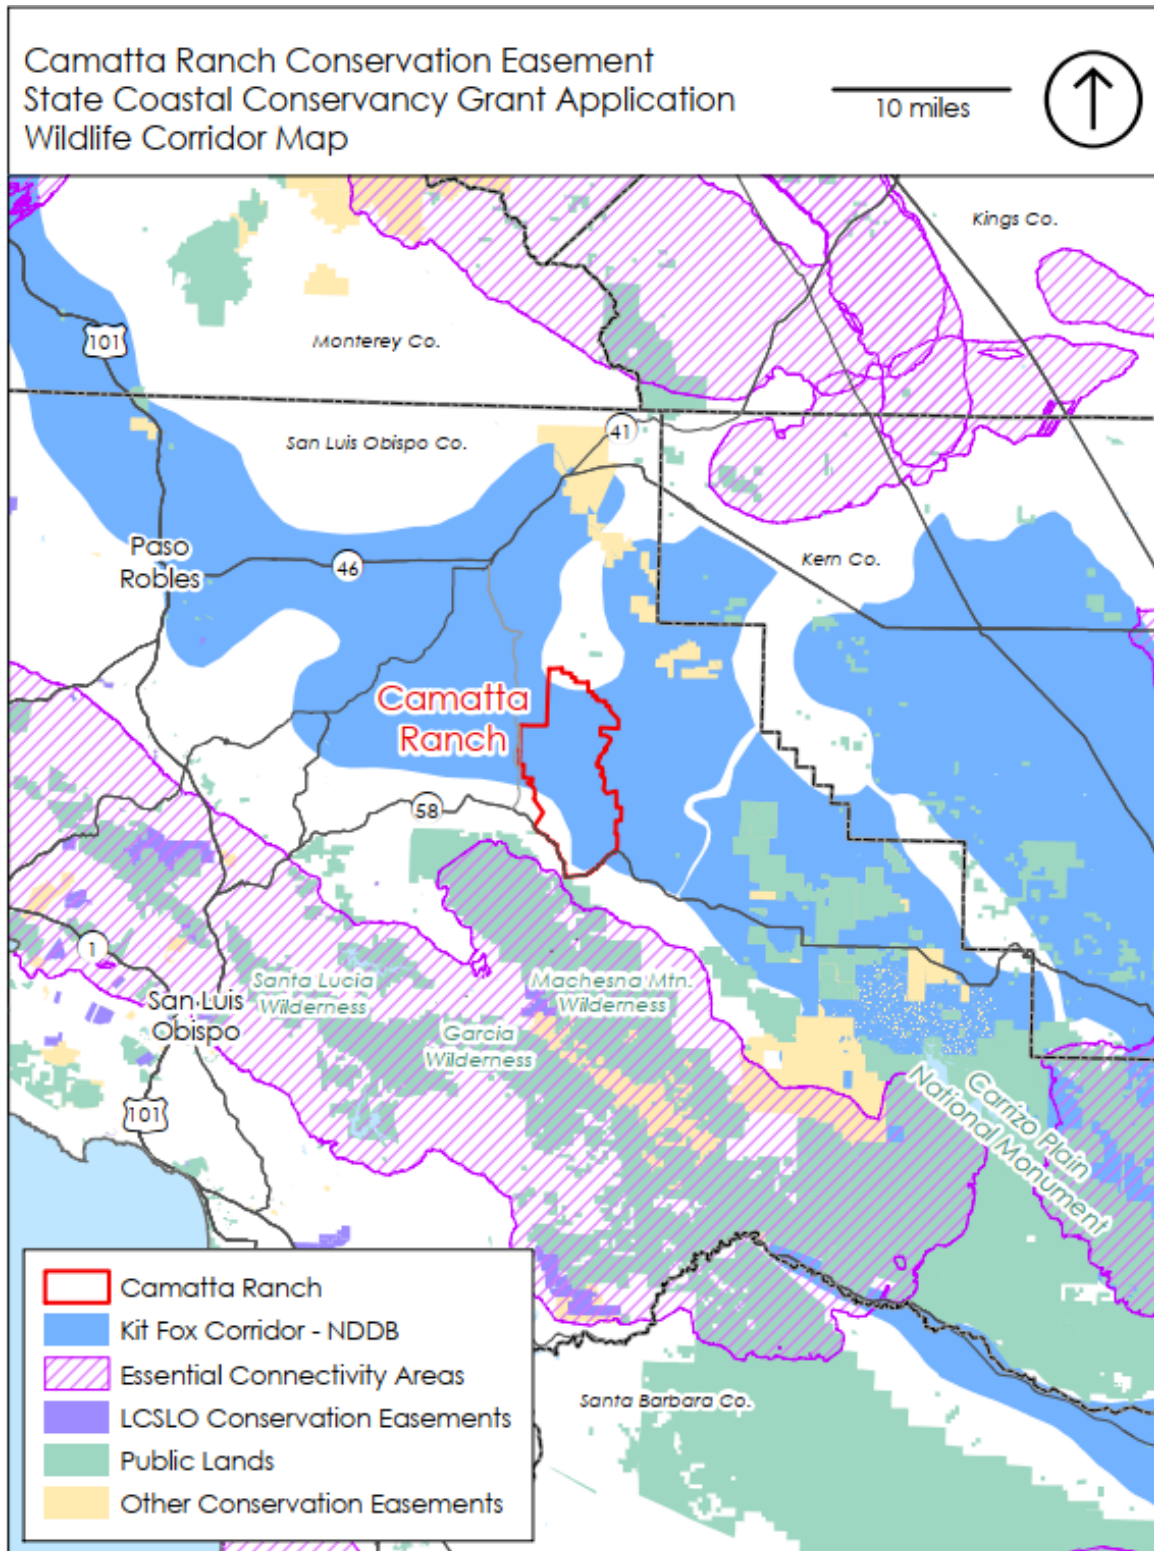 Camatta Ranch Conservation Easement
State Coastal Conservancy Grant Application
Wildlife Corridor Map
10 miles
Kings Co.
101
Monterey Co.
San Luis Obispo Co.
41
Paso
Robles
46
Kern Co.
Camatta
Ranch
58
1
San Luis
Obispo
Santa Lucia
Wilderness
Machesna Mtn.
Wilderness
Garcia
Wilderness
Carrizo Plain
National Monument
101
Santa Barbara Co.
Camatta Ranch
Kit Fox Corridor - NDDB
Essential Connectivity Areas
LCSLO Conservation Easements
Public Lands
Other Conservation Easements